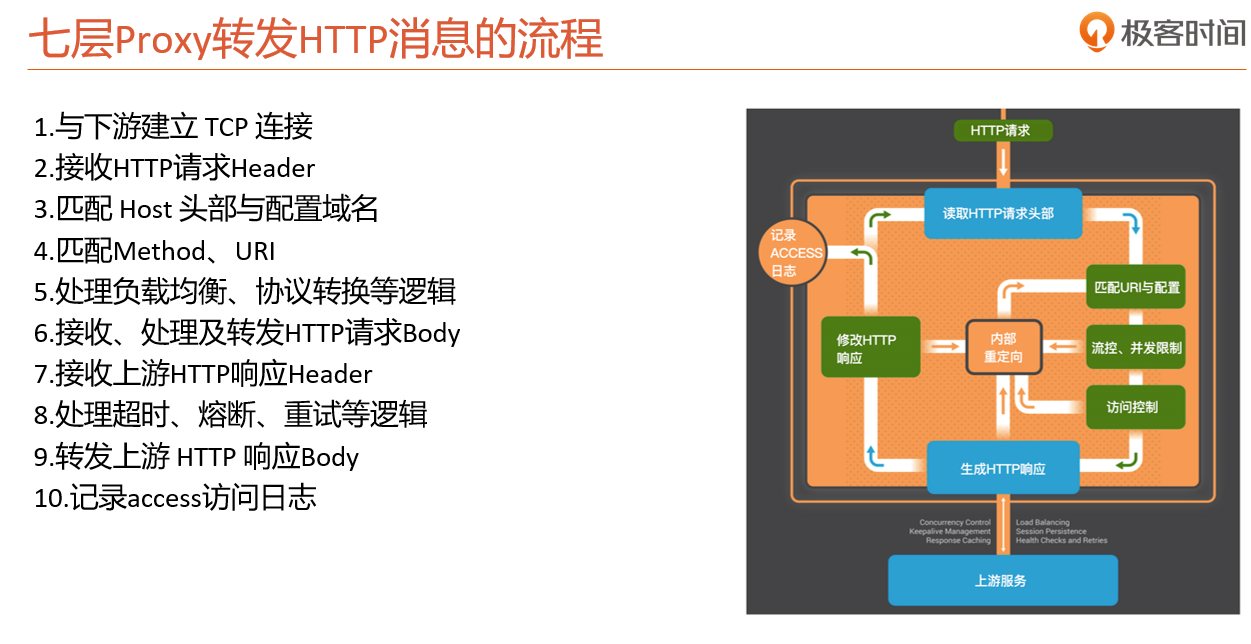 七层Proxy转发HTTP消息的流程
极客时间
1.与下游建立 TCP 连接
2.接收HTTP请求Header
3.匹配 Host 头部与配置域名
4.匹配Method、URI
5.处理负载均衡、协议转换等逻辑
6.接收、处理及转发HTTP请求Body
7.接收上游HTTP响应Header
8.处理超时、熔断、重试等逻辑
9.转发上游 HTTP 响应Body
10.记录access访问日志
HTTP请求
读取HTTP请求头部
记录
ACCESS
日志
匹配URI与配置
修改HTTP
响应
内部
重定向
流控、并发限制
访问控制
生成HTTP响应
Concurrency Control
Keepalive Management
Response Caching
Load Balancing
Session Persistence
Health Checks and Retries
上游服务